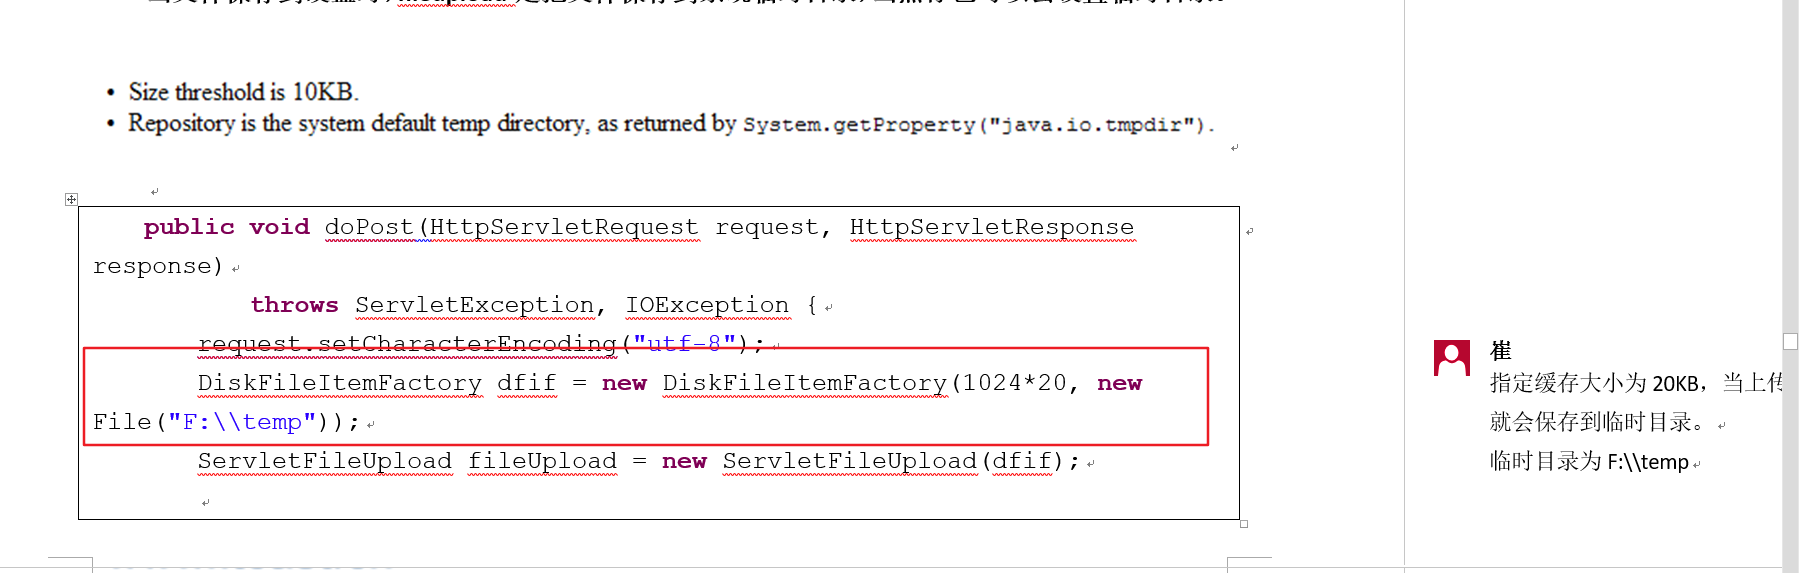 • Size threshold is 10KB.
• Repository is the system default temp directory, as returned by System.getProperty("java.io.tmpdir").
public void doPost(HttpServletRequest request, HttpServletResponse
response)
throws ServletException, IOException {
request.setCharacterEncoding("utf-8");
DiskFileItemFactory dfif = new DiskFileItemFactory(1024*20, new
File("F:\\temp"));
ServletFileUpload fileUpload = new ServletFileUpload(dfif);
崔
指定缓存大小为 20KB，当上传
就会保存到临时目录。
临时目录为 F:\\temp